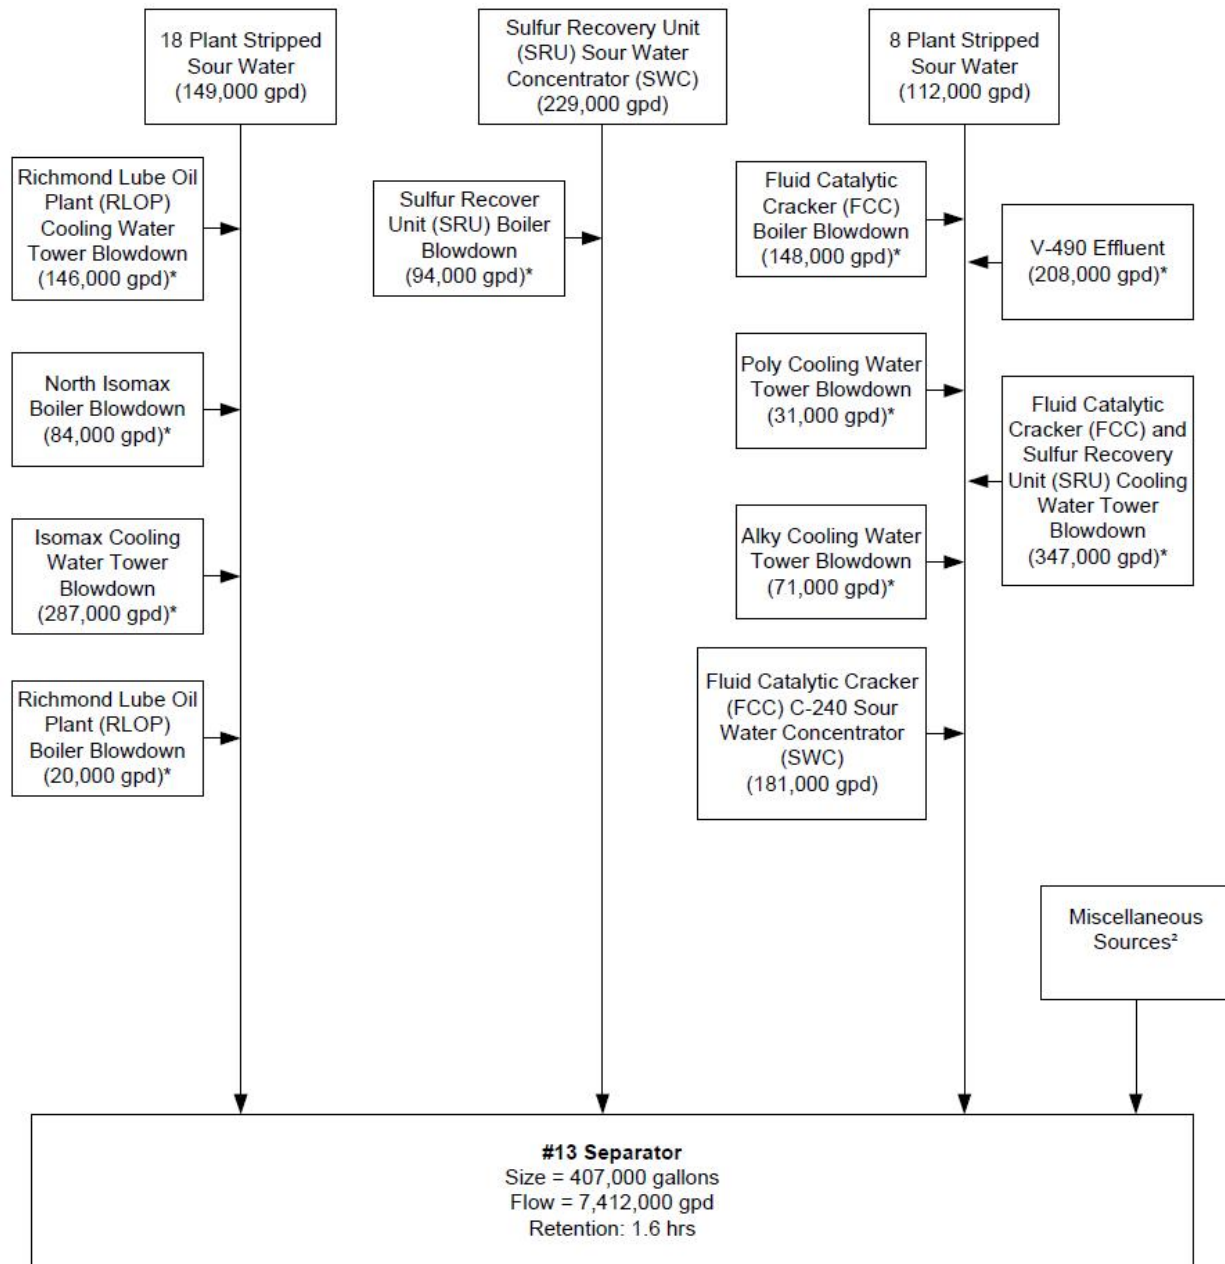 18 Plant Stripped
Sour Water
(149,000 gpd)
Sulfur Recovery Unit
(SRU) Sour Water
Concentrator (SWC)
(229,000 gpd)
8 Plant Stripped
Sour Water
(112,000 gpd)
Richmond Lube Oil
Plant (RLOP)
Cooling Water
Tower Blowdown
(146,000 gpd)*
Sulfur Recover
Unit (SRU) Boiler
Blowdown
(94,000 gpd)*
Fluid Catalytic
Cracker (FCC)
Boiler Blowdown
(148,000 gpd)*
V-490 Effluent
(208,000 gpd)*
North Isomax
Boiler Blowdown
(84,000 gpd)*
Poly Cooling Water
Tower Blowdown
(31,000 gpd)*
Fluid Catalytic
Cracker (FCC) and
Sulfur Recovery
Unit (SRU) Cooling
Water Tower
Blowdown
(347,000 gpd)*
Isomax Cooling
Water Tower
Blowdown
(287,000 gpd)*
Alky Cooling Water
Tower Blowdown
(71,000 gpd)*
Richmond Lube Oil
Plant (RLOP)
Boiler Blowdown
(20,000 gpd)*
Fluid Catalytic Cracker
(FCC) C-240 Sour
Water Concentrator
(SWC)
(181,000 gpd)
Miscellaneous
Sources²
#13 Separator
Size = 407,000 gallons
Flow = 7,412,000 gpd
Retention: 1.6 hrs